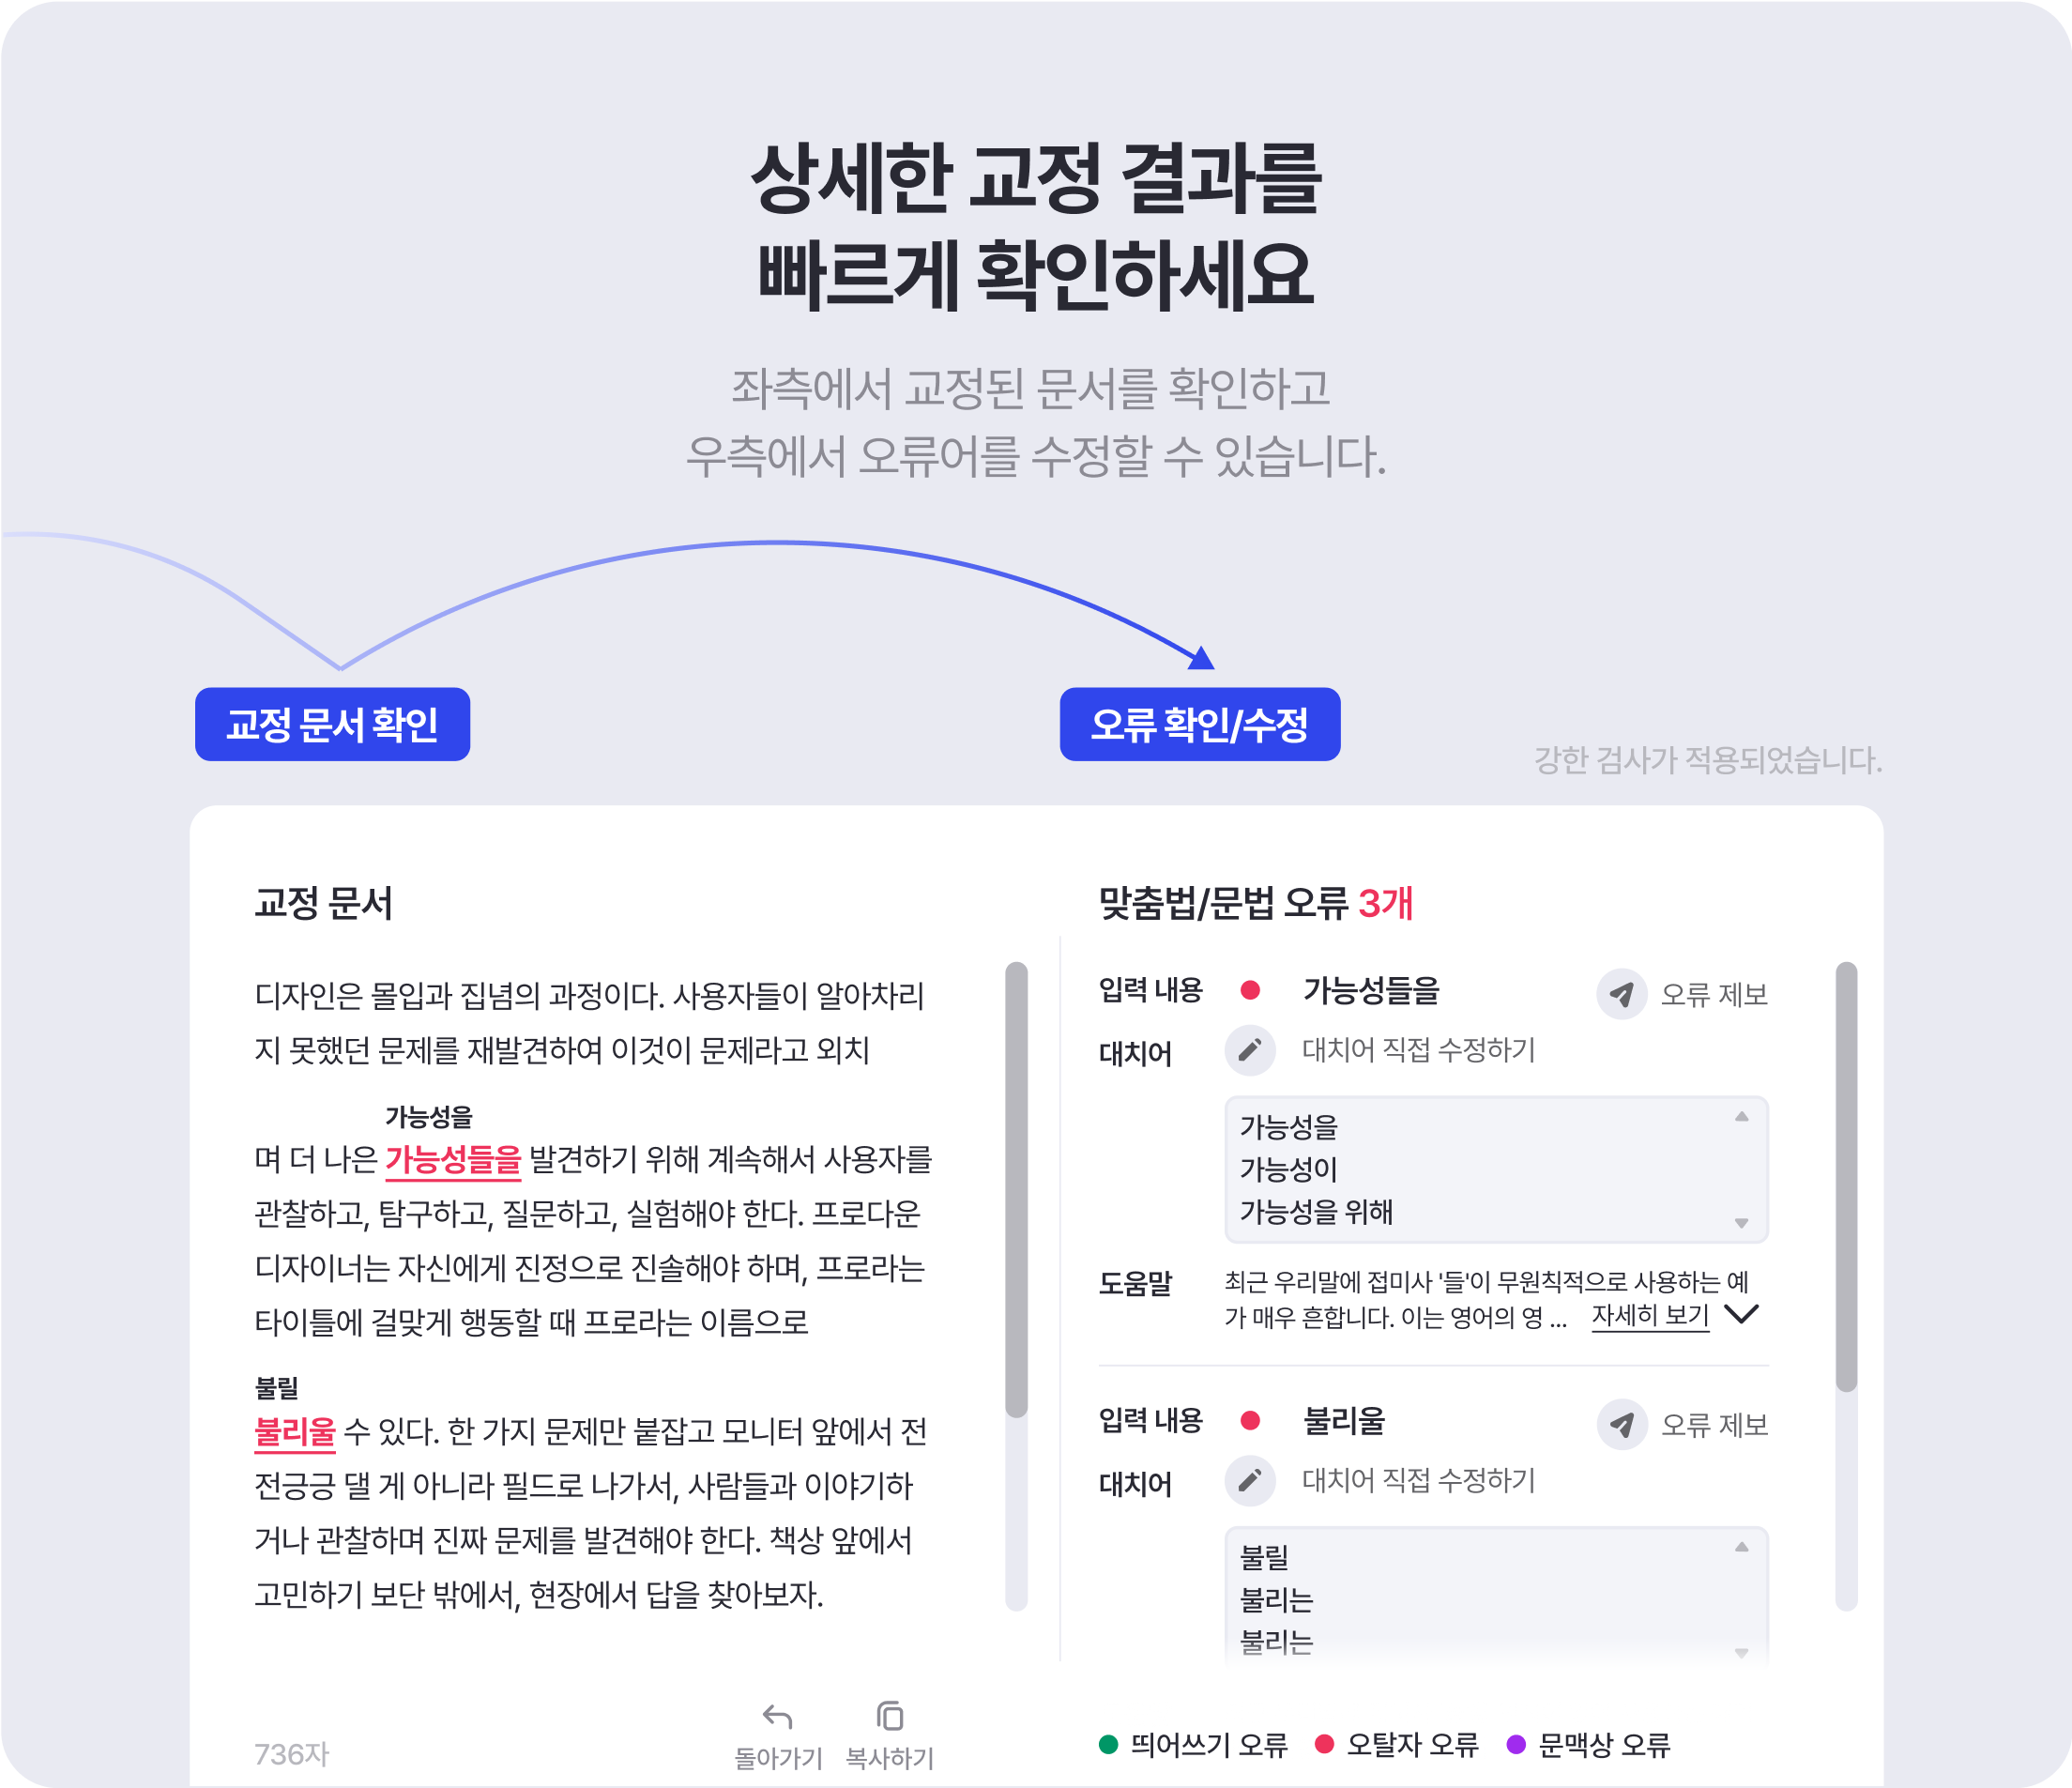 상세한 교정 결과를
빠르게 확인하세요
좌측에서 교정된 문서를 확인하고
우측에서 오류어를 수정할 수 있습니다.
교정 문서 확인
오류 확인/수정
강한 검사가 적용되었습니다.
교정 문서
디자인은 몰입과 집념의 과정이다. 사용자들이 알아차리
지 못했던 문제를 재발견하여 이것이 문제라고 외치
가능성을
며 더 나은 가능성들을 발견하기 위해 계속해서 사용자를
관찰하고, 탐구하고, 질문하고, 실험해야 한다. 프로다운
디자이너는 자신에게 진정으로 진솔해야 하며, 프로라는
타이틀에 걸맞게 행동할 때 프로라는 이름으로
불릴
불리울 수 있다. 한 가지 문제만 붙잡고 모니터 앞에서 전
전긍긍 댈 게 아니라 필드로 나가서, 사람들과 이야기하
거나 관찰하며 진짜 문제를 발견해야 한다. 책상 앞에서
고민하기 보단 밖에서, 현장에서 답을 찾아보자.
736자
돌아가기
복사하기
맞춤법/문법 오류 3개
입력 내용 가능성들을 오류 제보
대치어 대치어 직접 수정하기
가능성을
가능성이
가능성을 위해
도움말 최근 우리말에 접미사 '들'이 무원칙적으로 사용하는 예
가 매우 흔합니다. 이는 영어의 영 ... 자세히 보기
입력 내용 불리울 오류 제보
대치어 대치어 직접 수정하기
불릴
불리는
불리는
띄어쓰기 오류 오탈자 오류 문맥상 오류